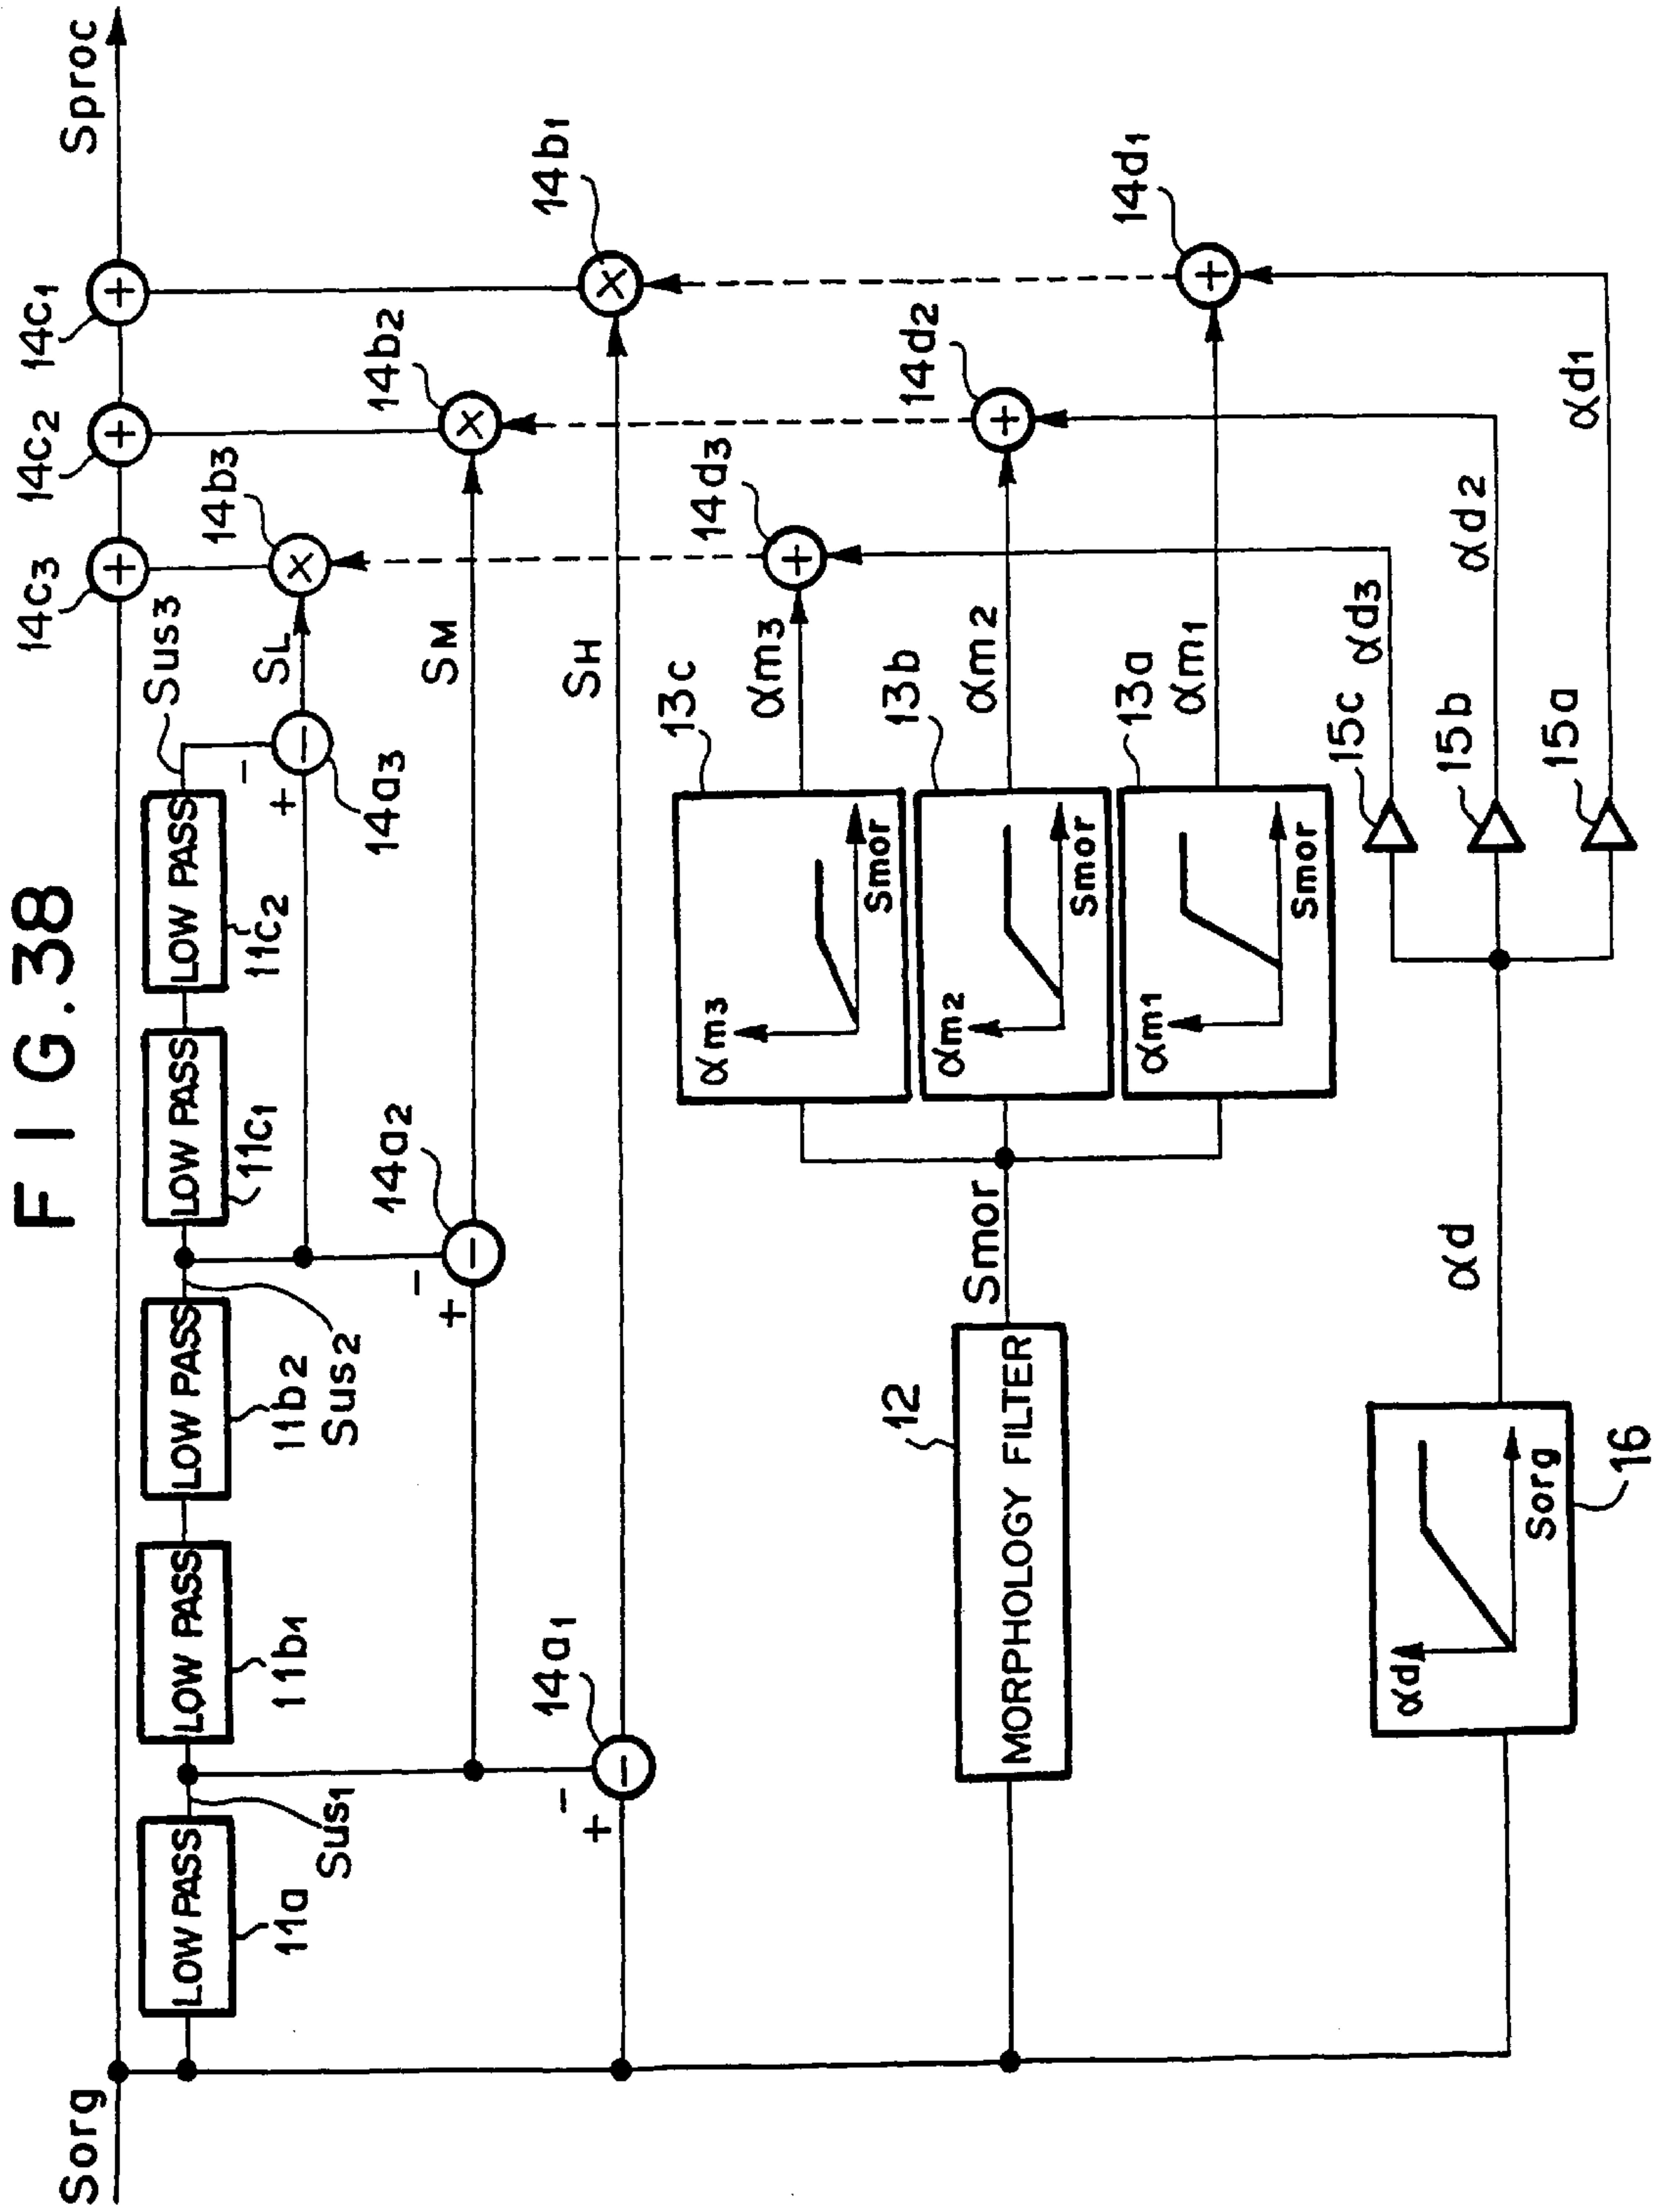 FIG.38
Sorg
Sproc
14c3
14c2
14c1
LOW PASS
LOW PASS
LOW PASS
LOW PASS
LOW PASS
11a
Sus1
11b1
11b2
Sus2
11c1
11c2
Sus3
-
+
14a3
SL
14b3
-
+
14a2
SM
14b2
-
+
14a1
SH
14b1
MORPHOLOGY FILTER
12
Smor
αm3
Smor
13c
αm3
14d3
αm2
Smor
13b
αm2
14d2
αm1
Smor
13a
αm1
14d1
αd
Sorg
16
αd
15c
αd3
15b
αd2
15a
αd1